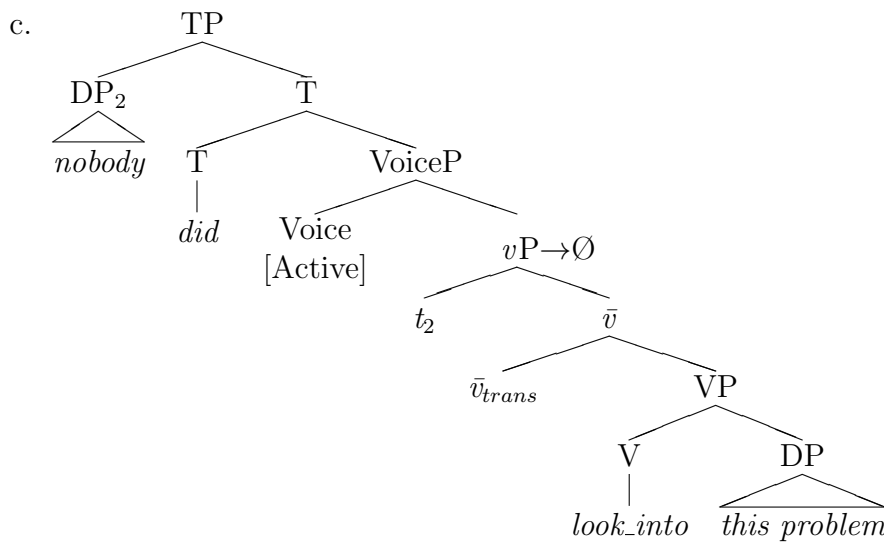 c. TP
DP₂ T̄
nobody T VoiceP
did Voice
[Active] vP→Ø
t₂ v̄
v̄trans VP
V DP
look_into this problem